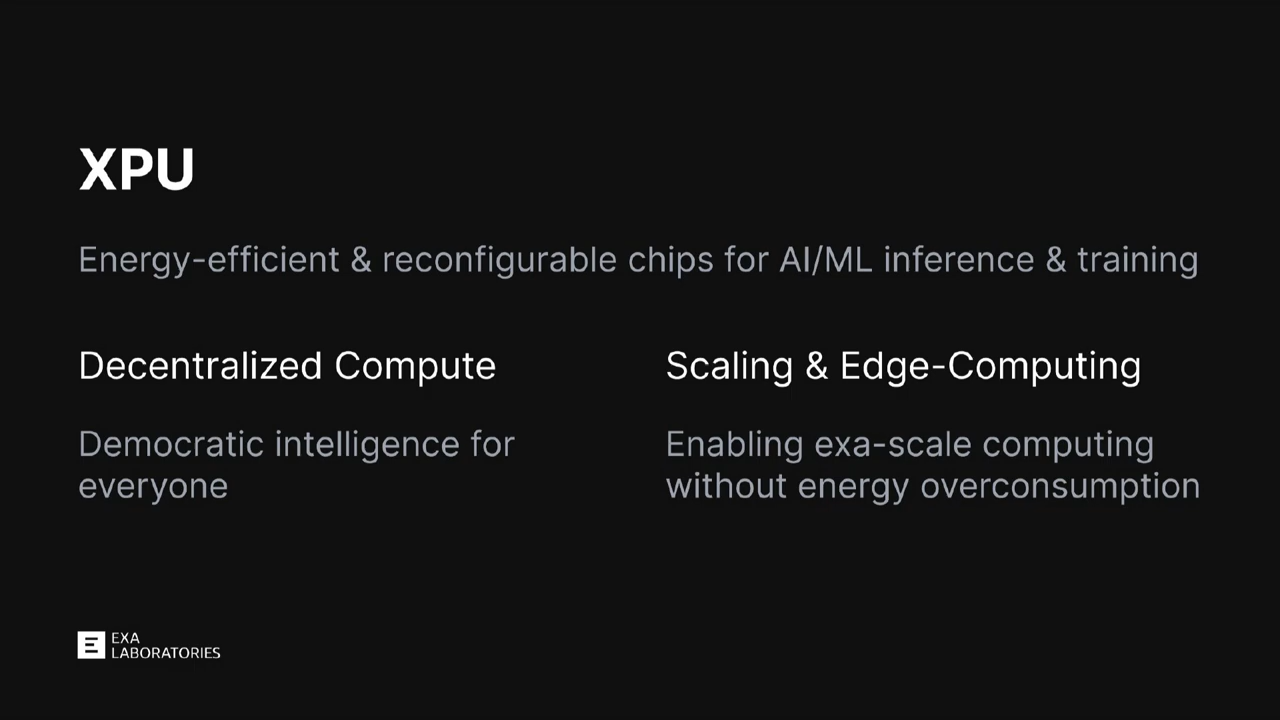 XPU
Energy-efficient & reconfigurable chips for AI/ML inference & training
Decentralized Compute
Democratic intelligence for
everyone
Scaling & Edge-Computing
Enabling exa-scale computing
without energy overconsumption
EXA
LABORATORIES